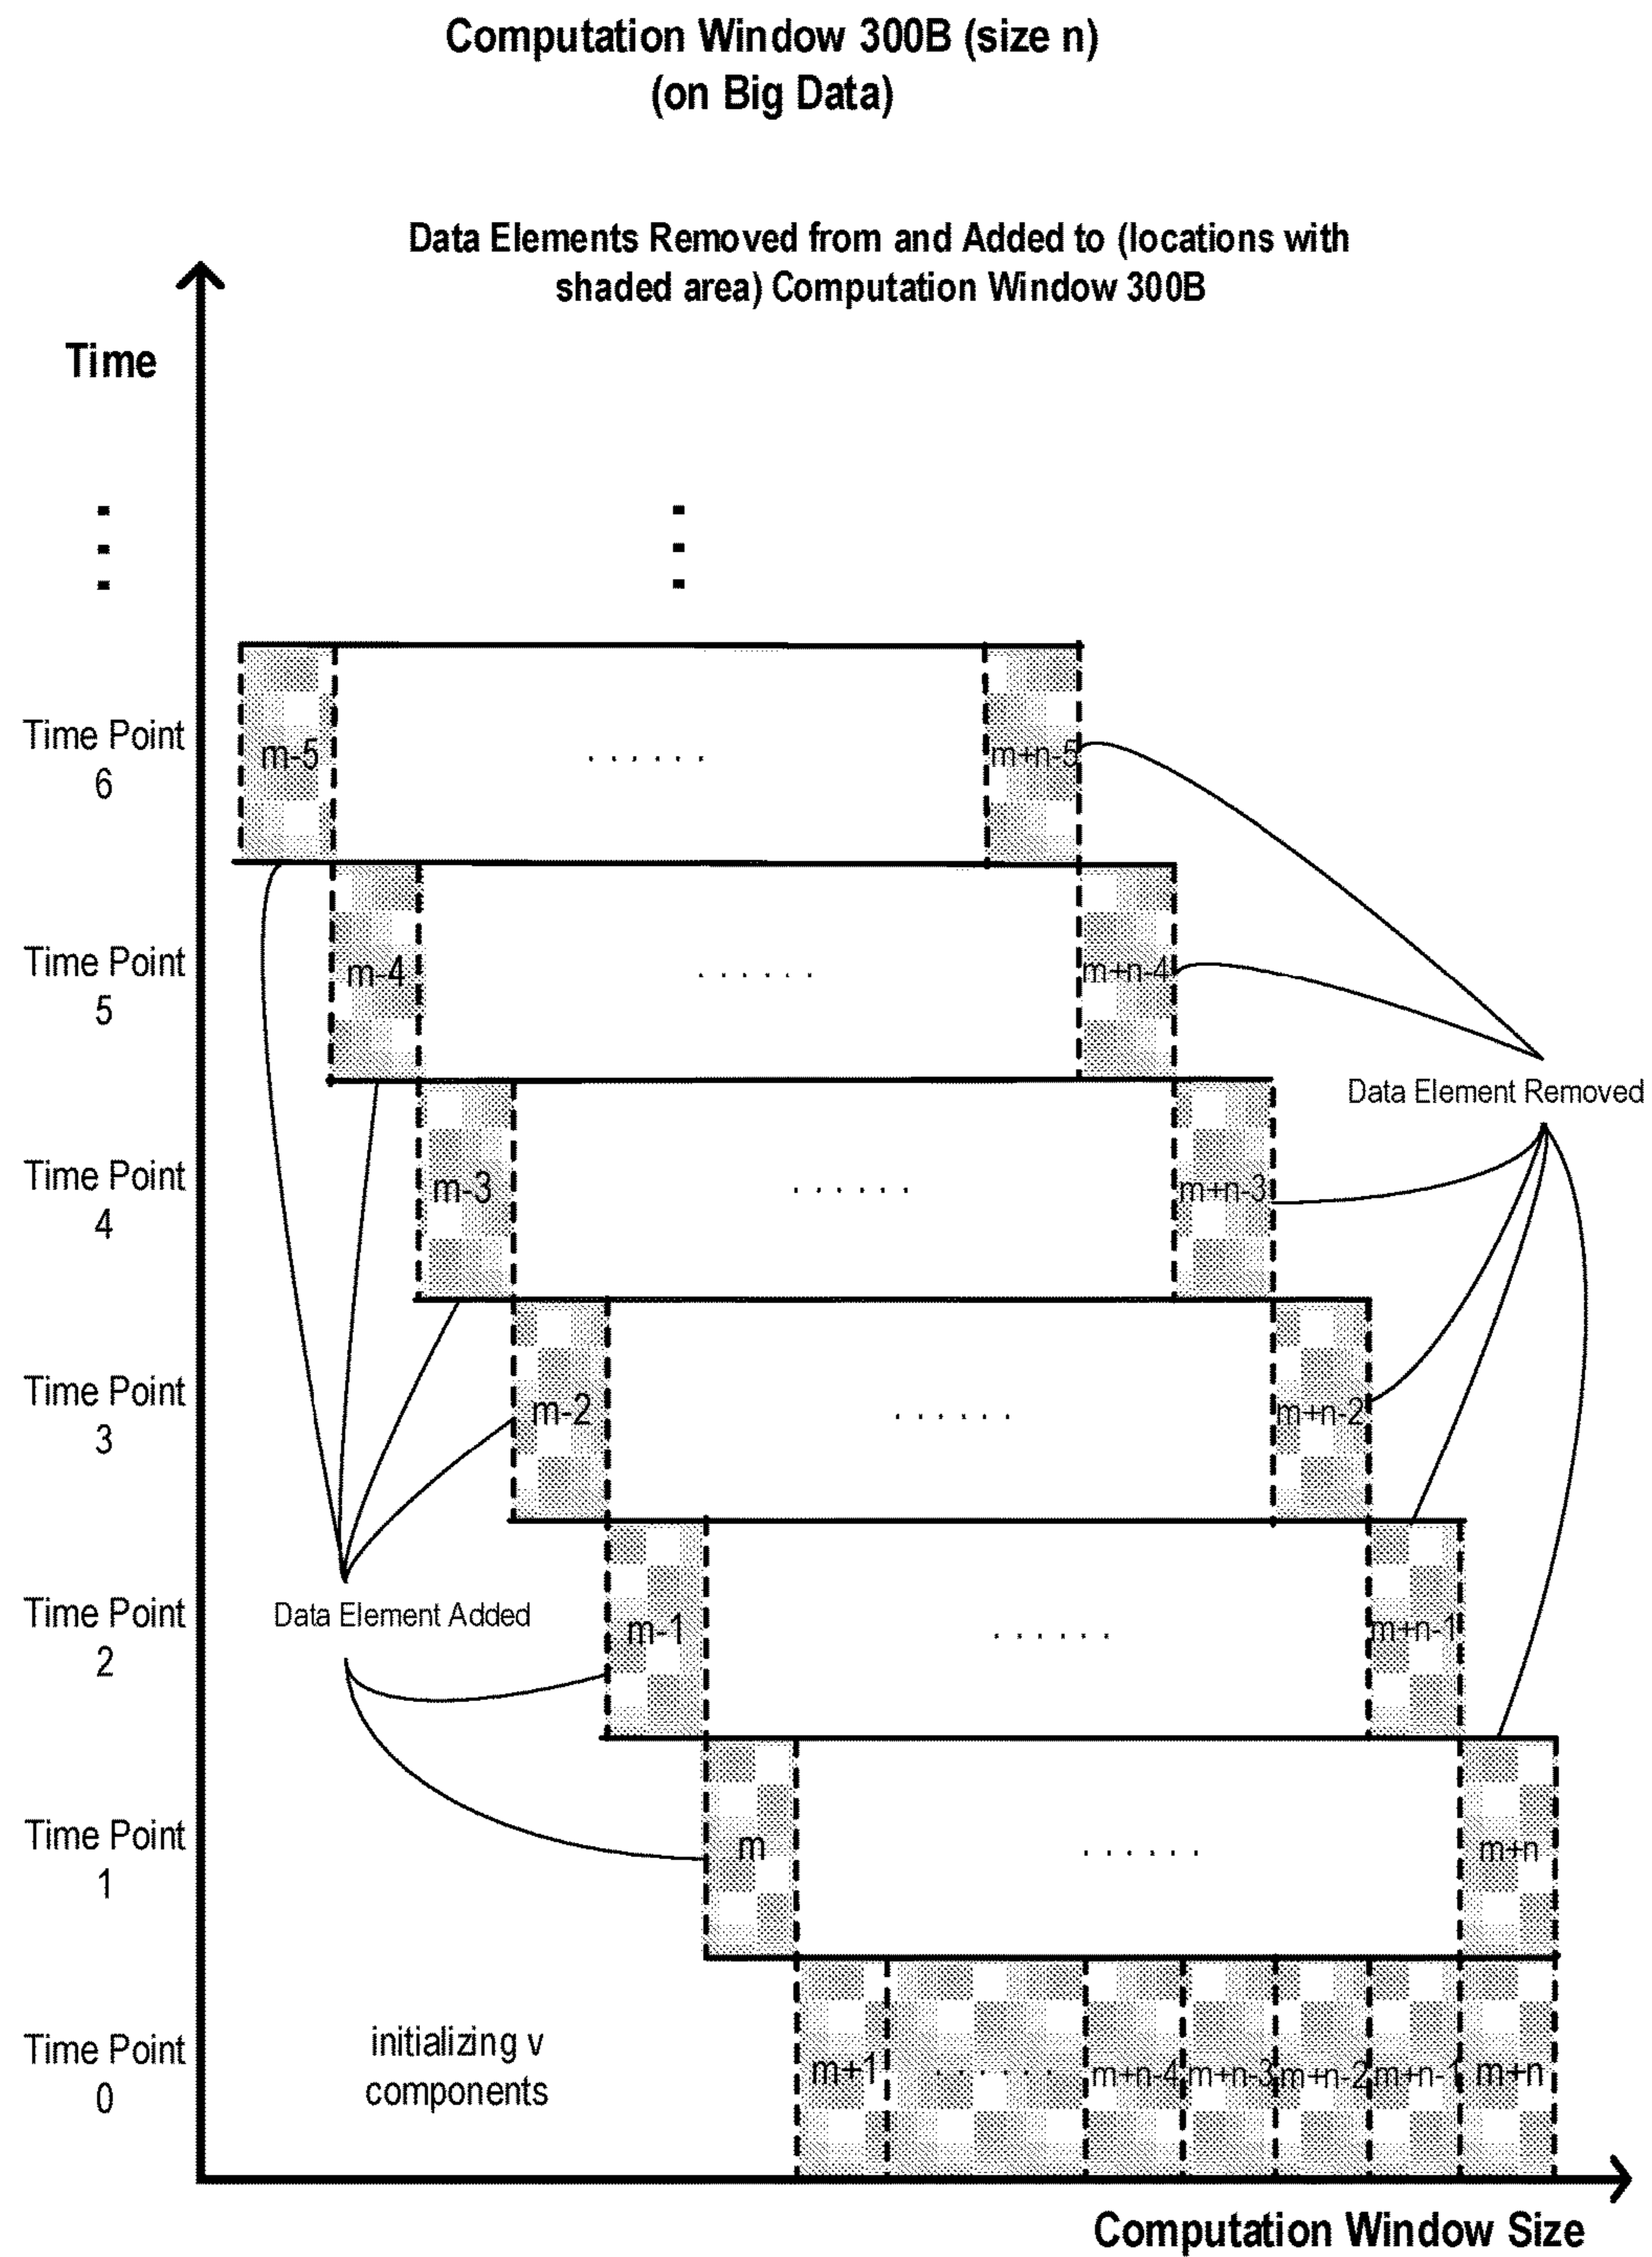 Computation Window 300B (size n)
(on Big Data)
Data Elements Removed from and Added to (locations with
shaded area) Computation Window 300B
Time
Time Point
6
m-5
......
m+n-5
Time Point
5
m-4
......
m+n-4
Data Element Removed
Time Point
4
m-3
......
m+n-3
Time Point
3
m-2
......
m+n-2
Time Point
2
Data Element Added
m-1
......
m+n-1
Time Point
1
m
......
m+n
Time Point
0
initializing v
components
m+1
......
m+n-4
m+n-3
m+n-2
m+n-1
m+n
Computation Window Size